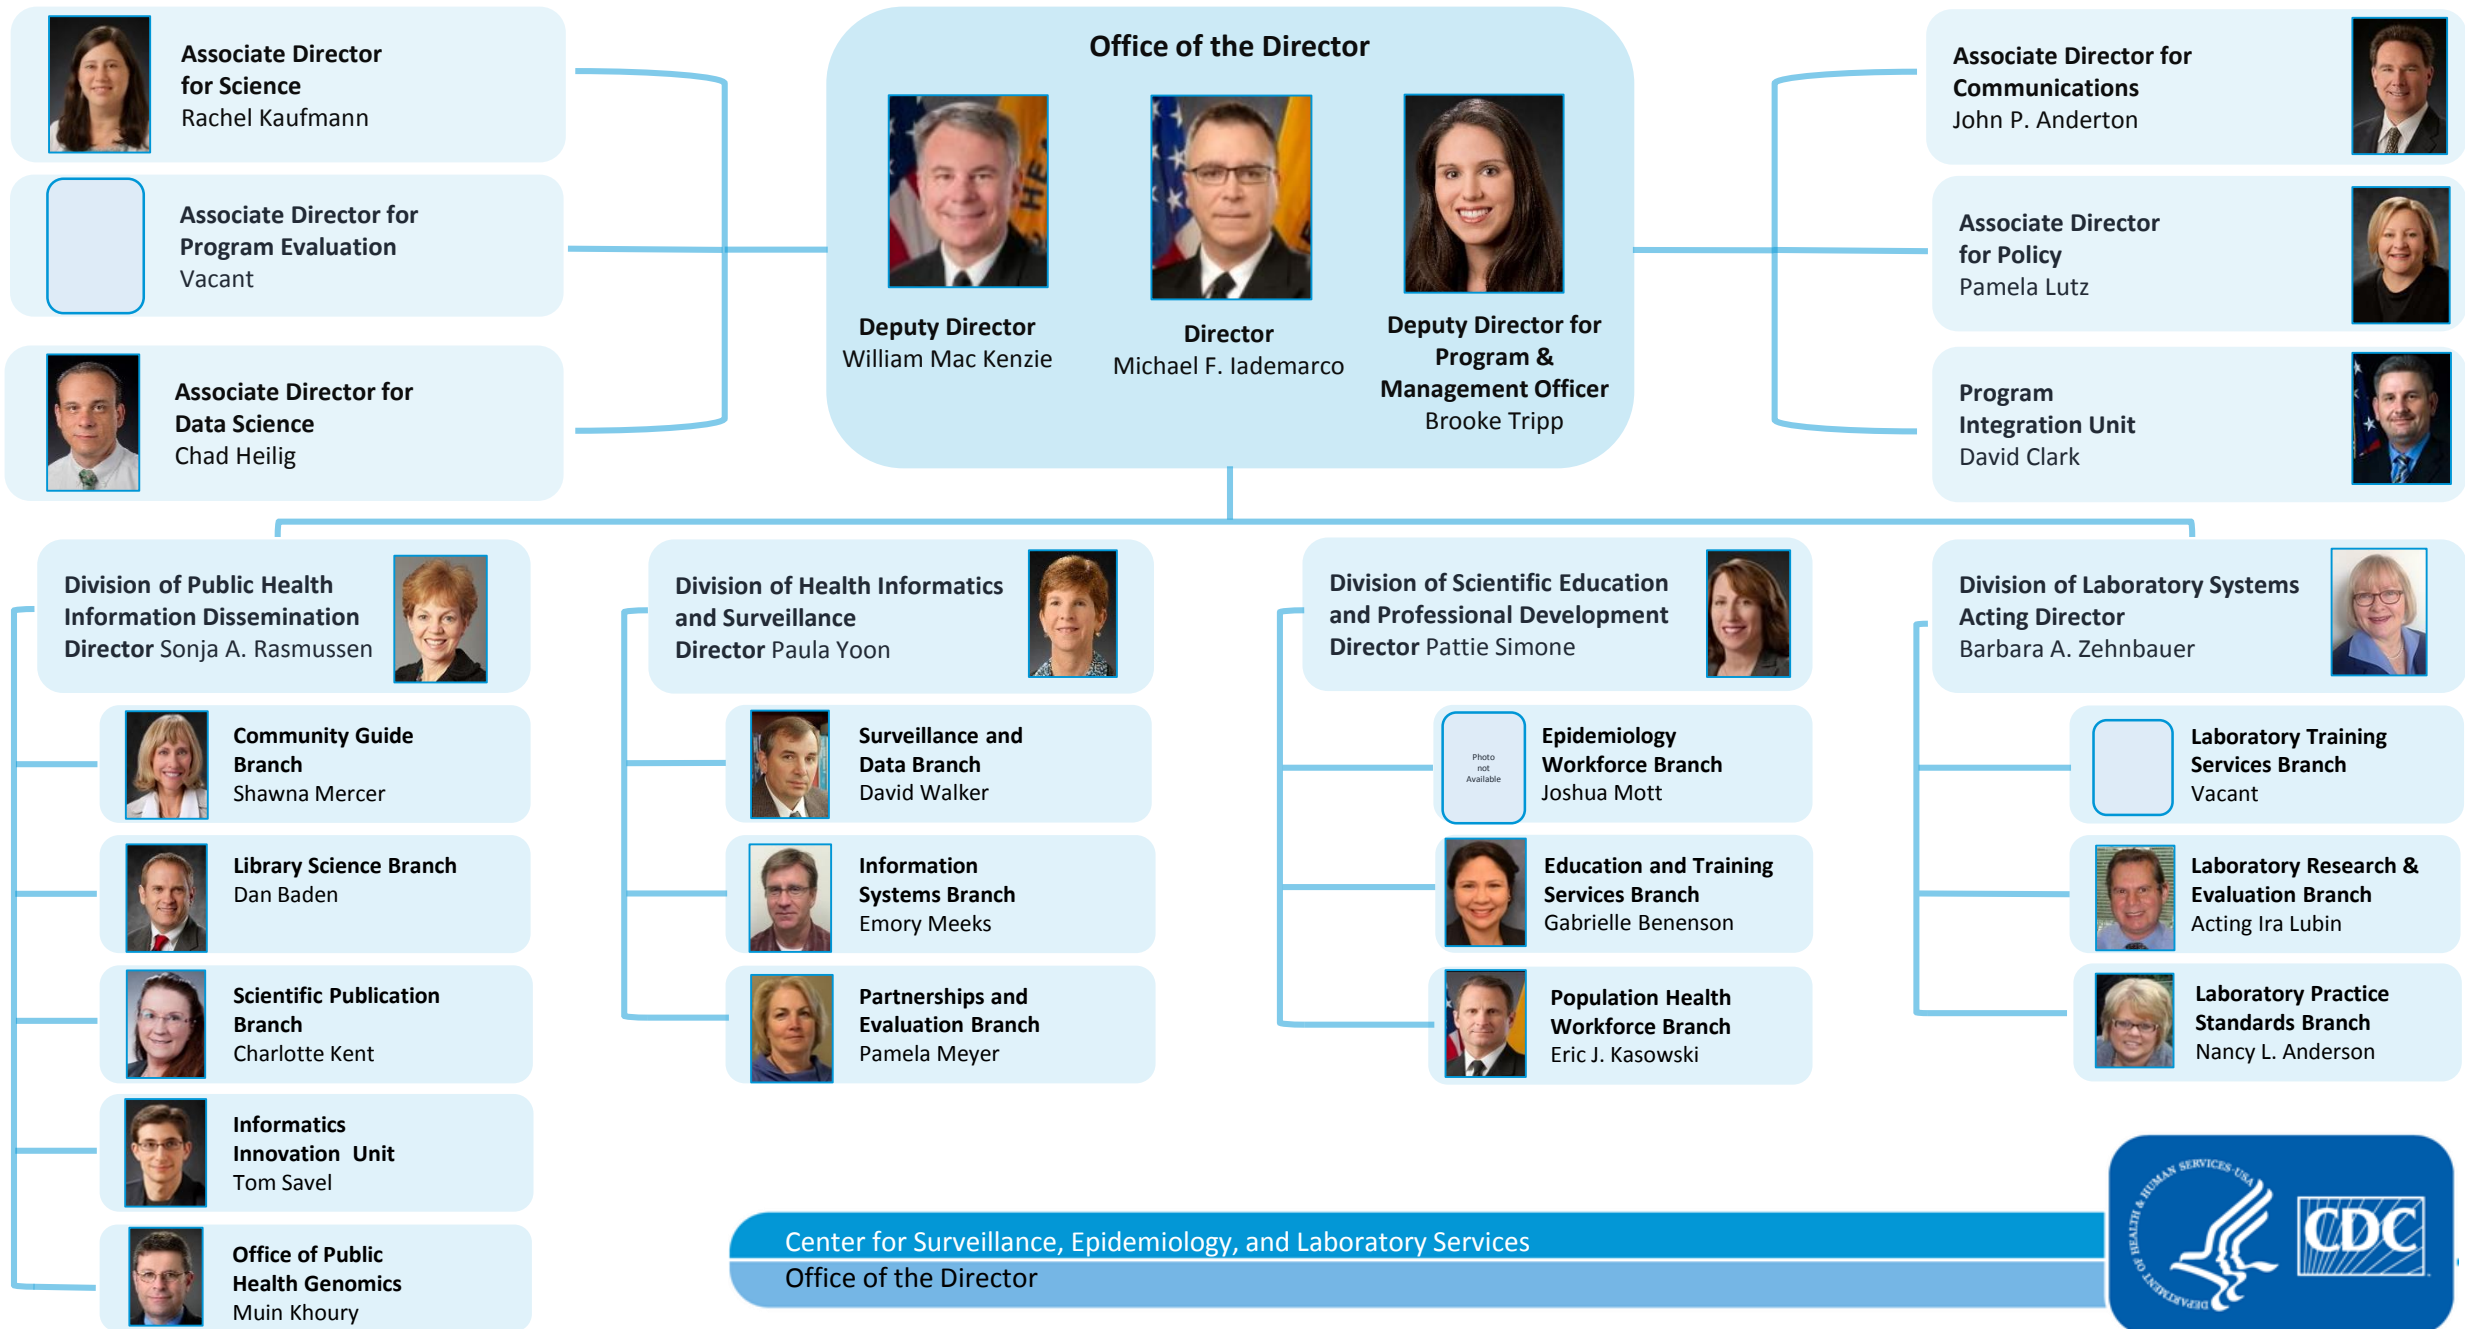 Associate Director
for Science
Rachel Kaufmann
Associate Director for
Program Evaluation
Vacant
Associate Director for
Data Science
Chad Heilig
Office of the Director
Deputy Director
William Mac Kenzie
Director
Michael F. Iademarco
Deputy Director for
Program &
Management Officer
Brooke Tripp
Associate Director for
Communications
John P. Anderton
Associate Director
for Policy
Pamela Lutz
Program
Integration Unit
David Clark
Division of Public Health
Information Dissemination
Director Sonja A. Rasmussen
Community Guide
Branch
Shawna Mercer
Library Science Branch
Dan Baden
Scientific Publication
Branch
Charlotte Kent
Informatics
Innovation Unit
Tom Savel
Office of Public
Health Genomics
Muin Khoury
Division of Health Informatics
and Surveillance
Director Paula Yoon
Surveillance and
Data Branch
David Walker
Information
Systems Branch
Emory Meeks
Partnerships and
Evaluation Branch
Pamela Meyer
Division of Scientific Education
and Professional Development
Director Pattie Simone
Photo
not
Available
Epidemiology
Workforce Branch
Joshua Mott
Education and Training
Services Branch
Gabrielle Benenson
Population Health
Workforce Branch
Eric J. Kasowski
Division of Laboratory Systems
Acting Director
Barbara A. Zehnbauer
Laboratory Training
Services Branch
Vacant
Laboratory Research &
Evaluation Branch
Acting Ira Lubin
Laboratory Practice
Standards Branch
Nancy L. Anderson
Center for Surveillance, Epidemiology, and Laboratory Services
Office of the Director
DEPARTMENT OF HEALTH & HUMAN SERVICES·USA
CDC